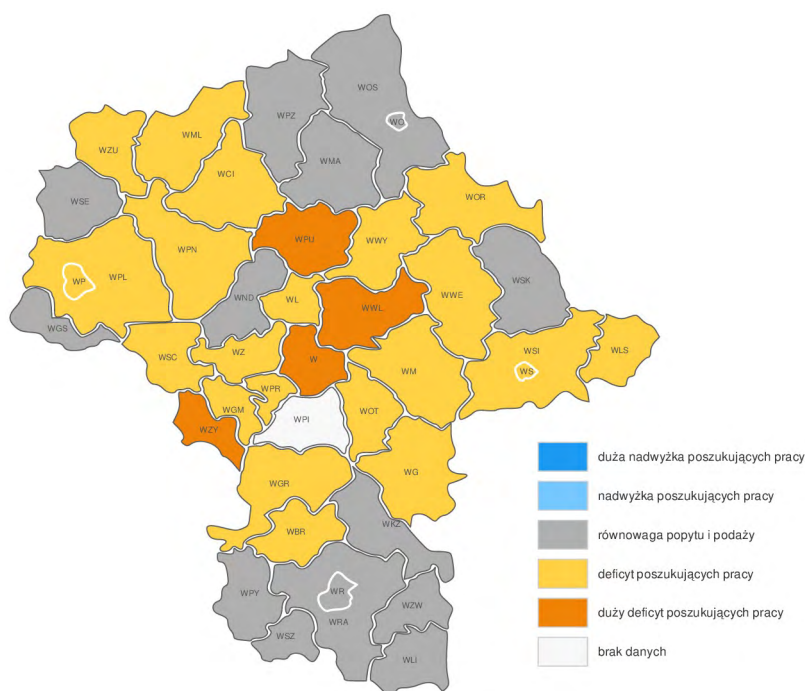 WOS
WPZ
WO
WML
WZU
WMA
WCI
WOR
WSE
WPU
WWY
WPN
WP
WPL
WND
WL
WWL
WWE
WSK
WGS
WSC
WZ
W
WM
WSI
WLS
WS
WPR
WGM
WOT
WZY
WPI
WG
WGR
WKZ
WBR
WPY
WR
WRA
WZW
WSZ
WLI
duża nadwyżka poszukujących pracy
nadwyżka poszukujących pracy
równowaga popytu i podaży
deficyt poszukujących pracy
duży deficyt poszukujących pracy
brak danych